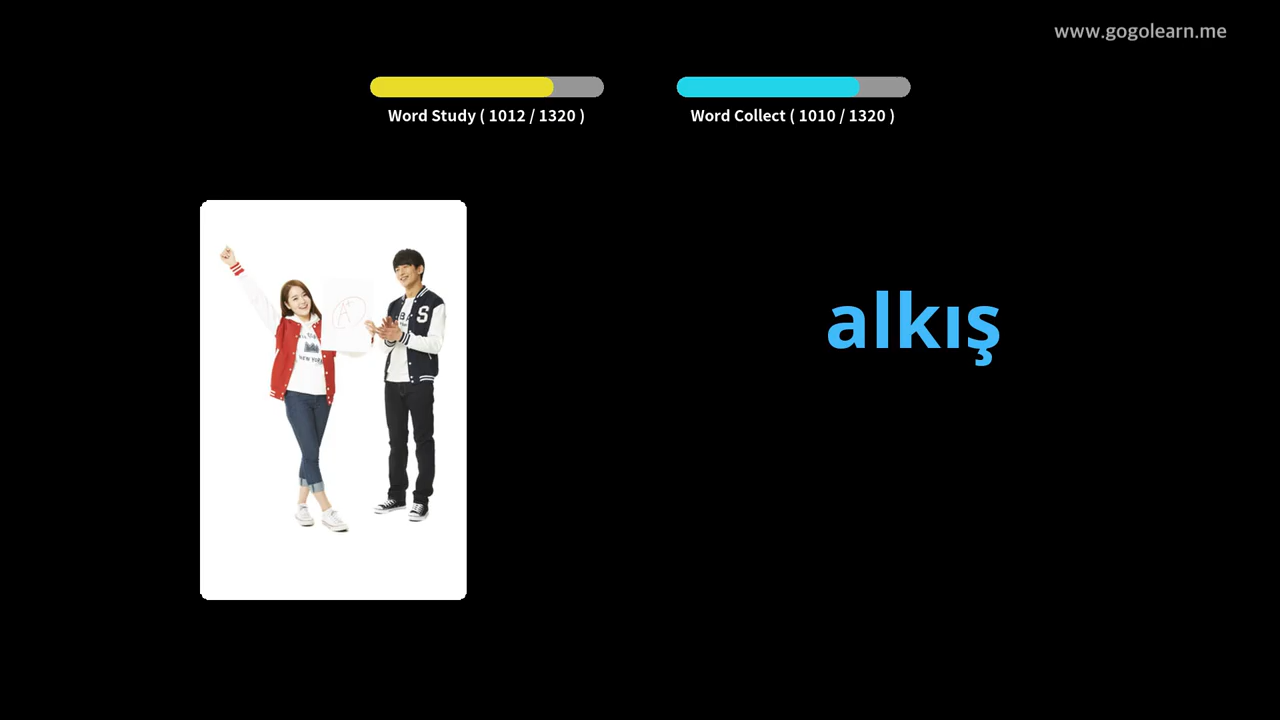 www.gogolearn.me
Word Study ( 1012 / 1320 )
Word Collect ( 1010 / 1320 )
A
S
NEW YORK
alkış